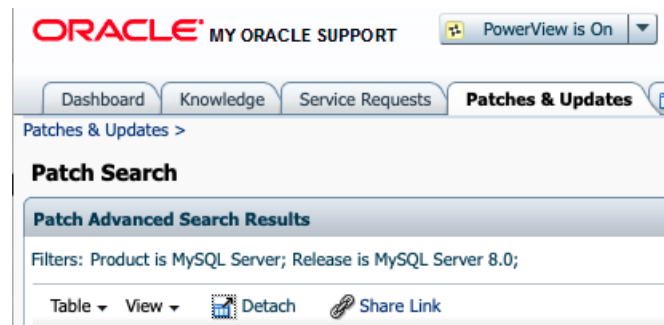 ORACLE® MY ORACLE SUPPORT PowerView is On
Dashboard Knowledge Service Requests Patches & Updates
Patches & Updates >
Patch Search
Patch Advanced Search Results
Filters: Product is MySQL Server; Release is MySQL Server 8.0;
Table View Detach Share Link